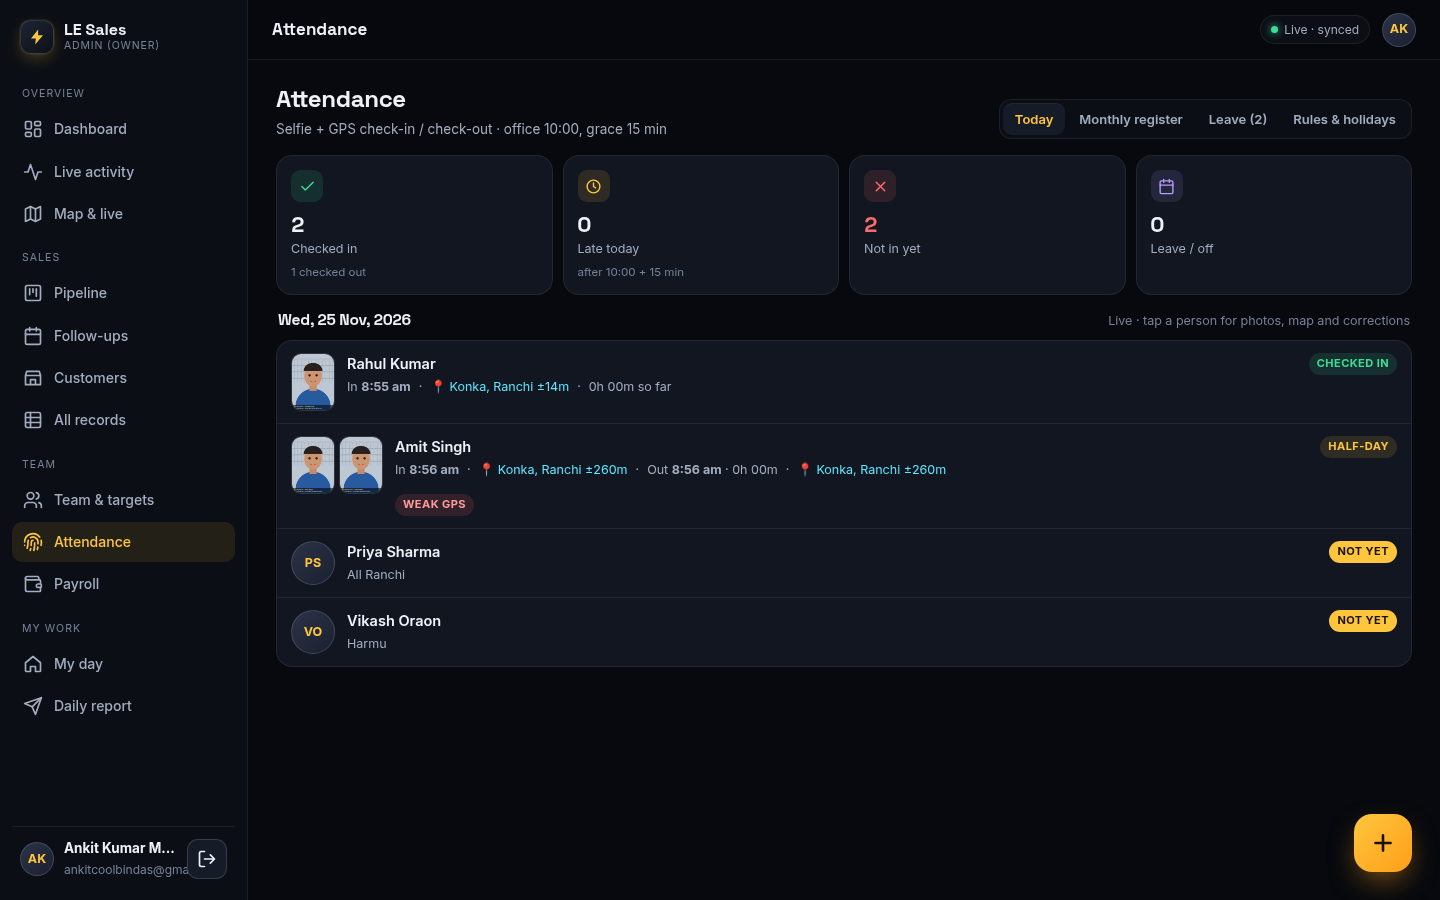 LE Sales
ADMIN (OWNER)
Attendance
Live · synced
AK
OVERVIEW
Dashboard
Live activity
Map & live
SALES
Pipeline
Follow-ups
Customers
All records
TEAM
Team & targets
Attendance
Payroll
MY WORK
My day
Daily report
AK
Ankit Kumar M...
ankitcoolbindas@gma
Attendance
Selfie + GPS check-in / check-out · office 10:00, grace 15 min
Today
Monthly register
Leave (2)
Rules & holidays
2
Checked in
1 checked out
0
Late today
after 10:00 + 15 min
2
Not in yet
0
Leave / off
Wed, 25 Nov, 2026
Live · tap a person for photos, map and corrections
Rahul Kumar
CHECKED IN
In 8:55 am · 📍 Konka, Ranchi ±14m · 0h 00m so far
Amit Singh
HALF-DAY
In 8:56 am · 📍 Konka, Ranchi ±260m · Out 8:56 am · 0h 00m · 📍 Konka, Ranchi ±260m
WEAK GPS
PS
Priya Sharma
NOT YET
All Ranchi
VO
Vikash Oraon
NOT YET
Harmu